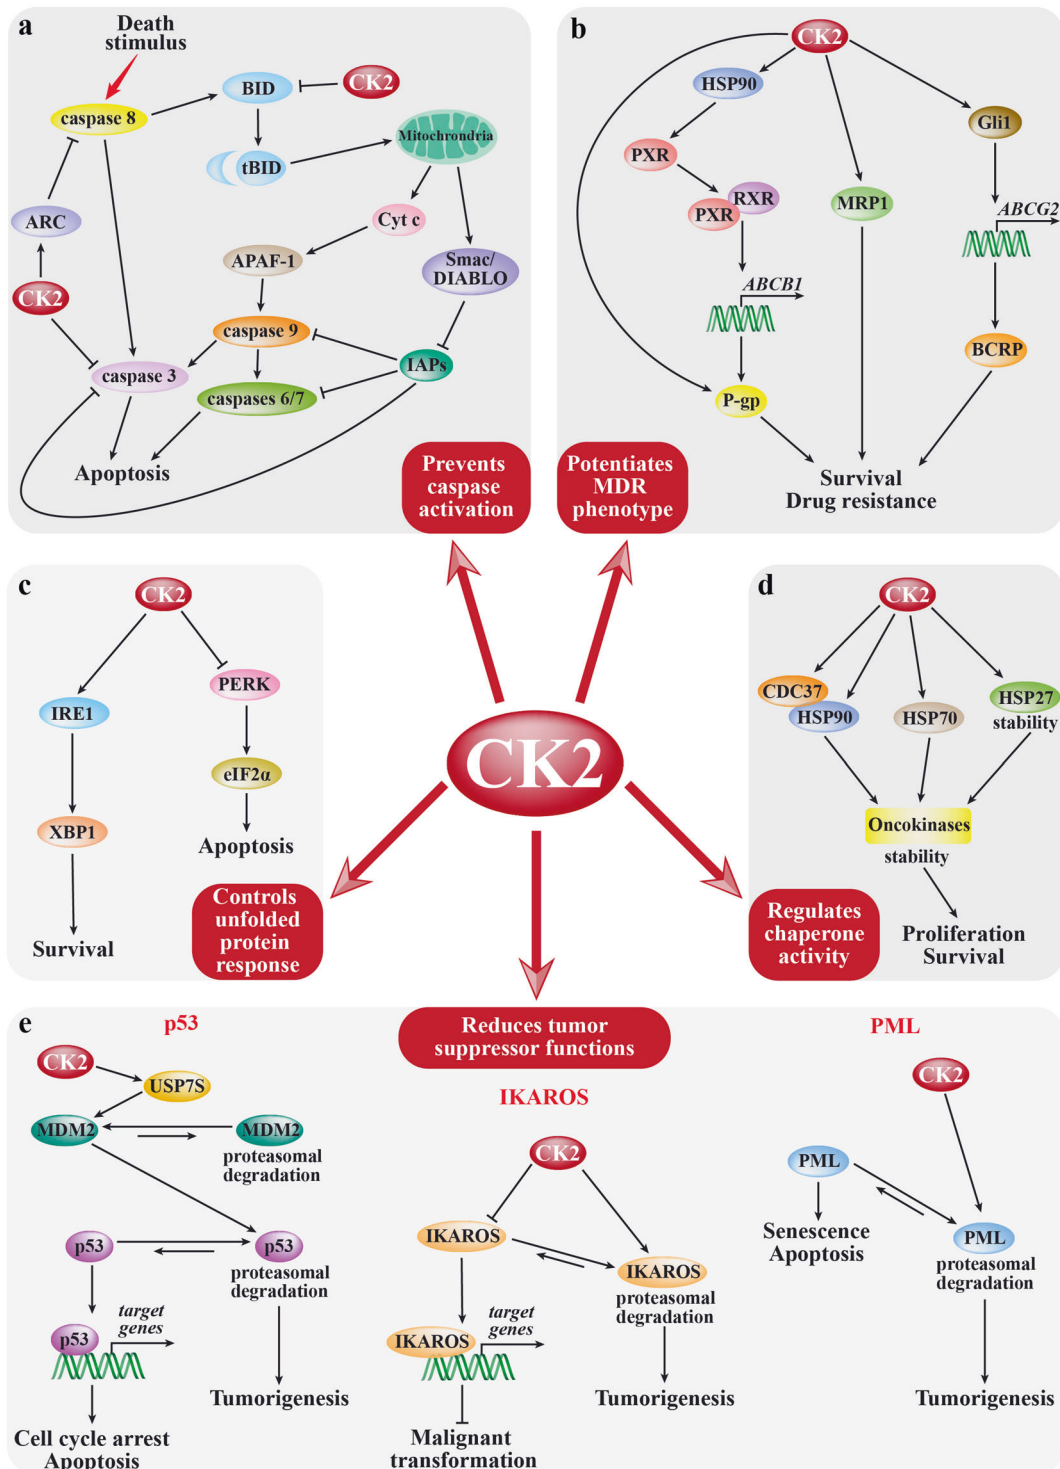 a
Death
stimulus
caspase 8
BID
CK2
tBID
Mitochrondria
ARC
Cyt c
CK2
APAF-1
Smac/
DIABLO
caspase 9
caspase 3
IAPs
caspases 6/7
Apoptosis
Prevents
caspase
activation
b
CK2
HSP90
Gli1
PXR
PXR
RXR
MRP1
ABCG2
ABCB1
BCRP
P-gp
Survival
Drug resistance
Potentiates
MDR
phenotype
c
CK2
IRE1
PERK
eIF2α
XBP1
Apoptosis
Survival
Controls
unfolded
protein
response
CK2
d
CK2
CDC37
HSP90
HSP70
HSP27
stability
Oncokinases
stability
Proliferation
Survival
Regulates
chaperone
activity
e
Reduces tumor
suppressor functions
p53
CK2
USP7S
MDM2
MDM2
proteasomal
degradation
p53
p53
proteasomal
degradation
p53
target
genes
Tumorigenesis
Cell cycle arrest
Apoptosis
IKAROS
CK2
IKAROS
IKAROS
proteasomal
degradation
IKAROS
target
genes
Tumorigenesis
Malignant
transformation
PML
CK2
PML
Senescence
Apoptosis
PML
proteasomal
degradation
Tumorigenesis